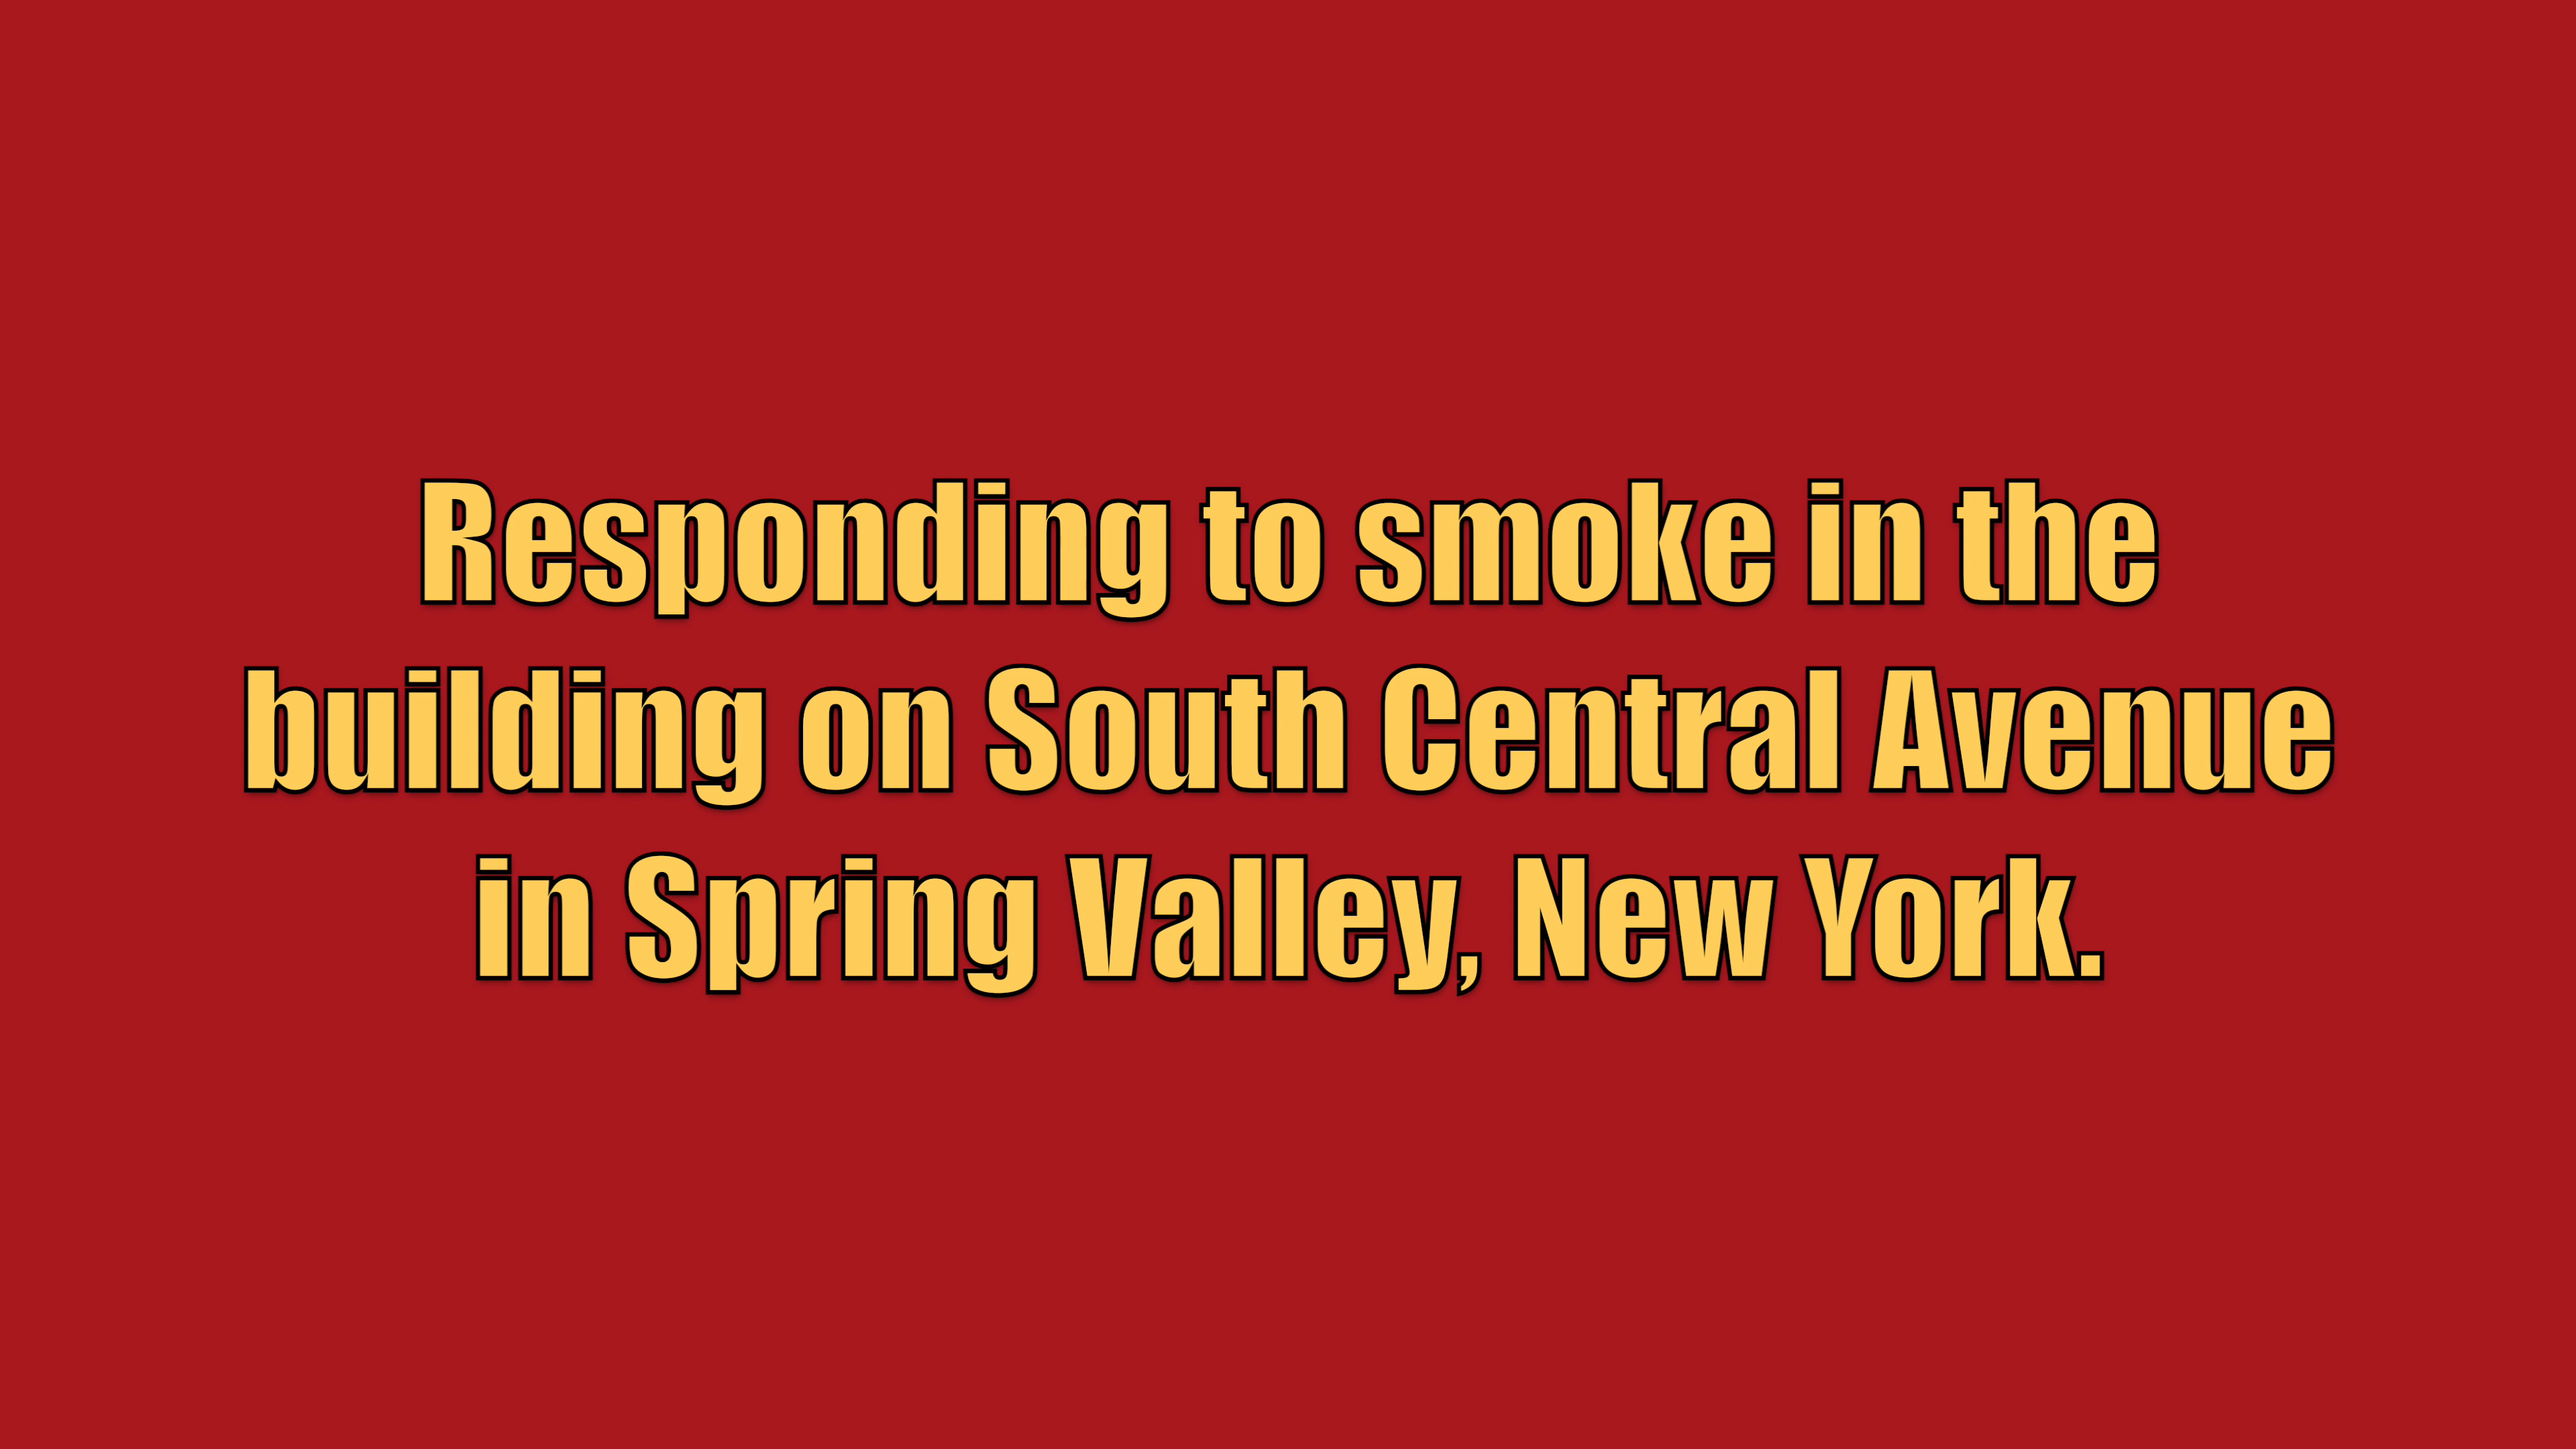 Responding to smoke in the
building on South Central Avenue
in Spring Valley, New York.